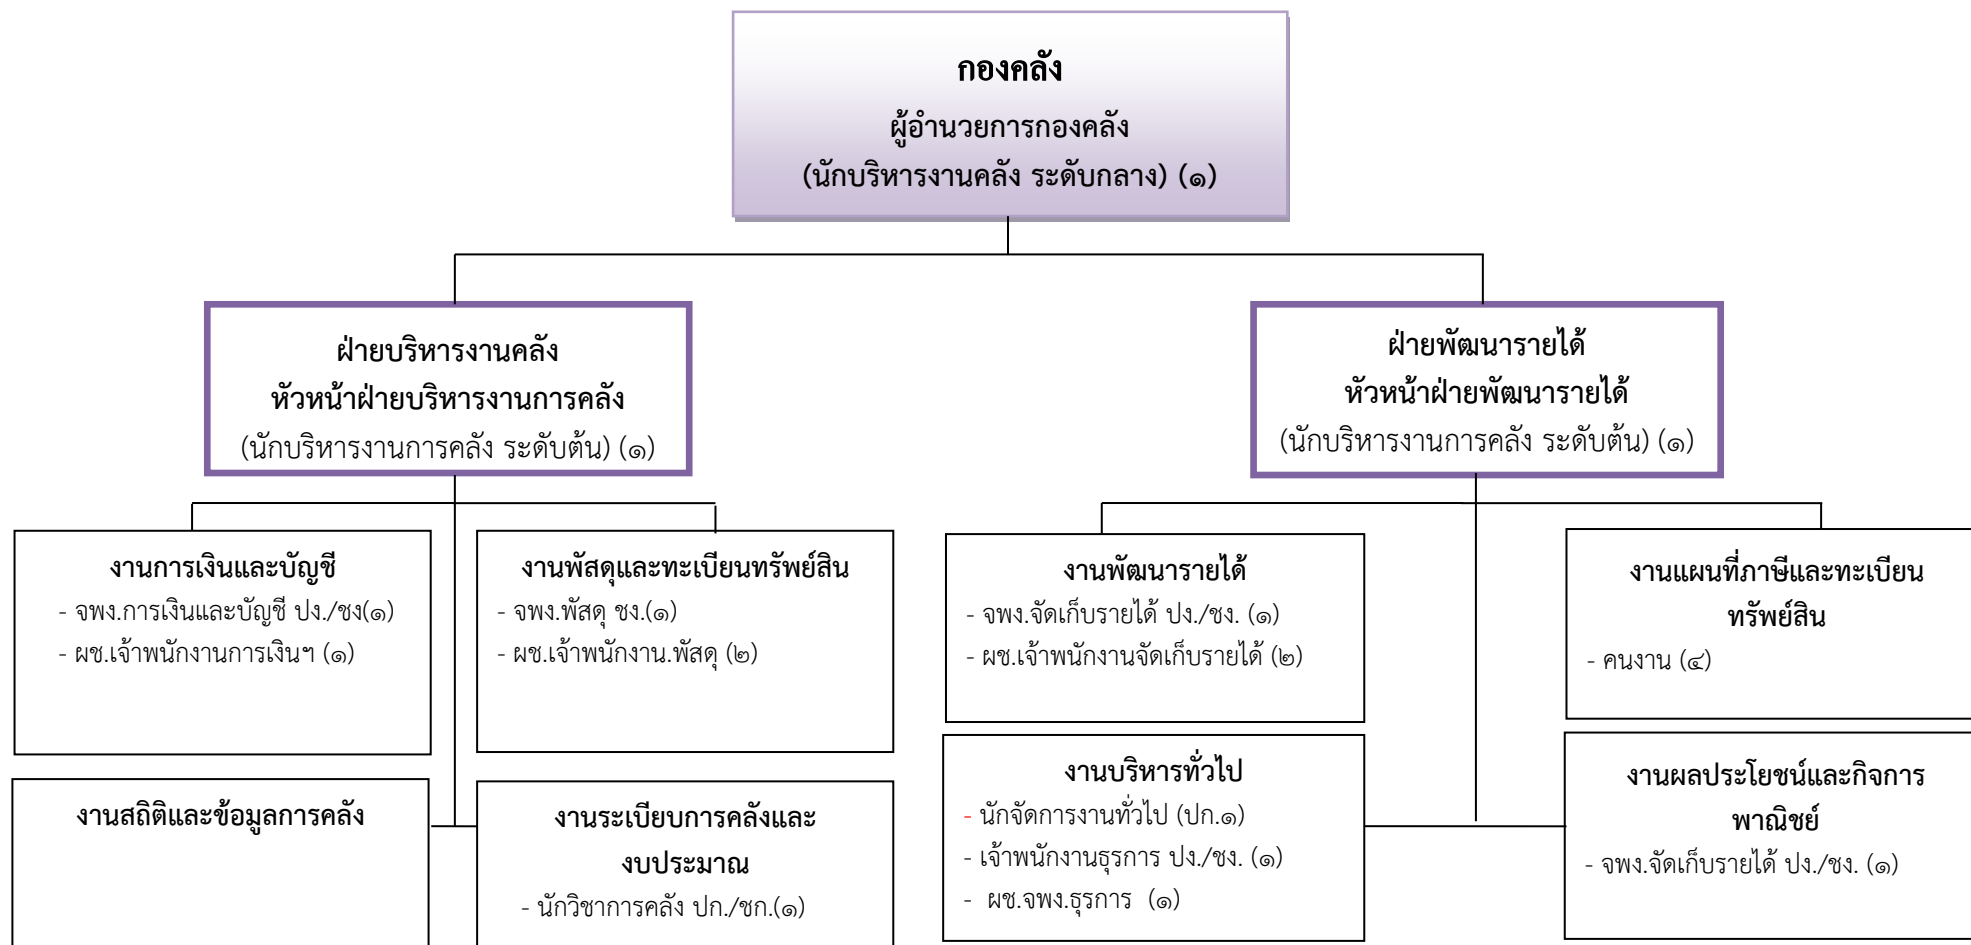 กองคลัง
ผู้อำนวยการกองคลัง
(นักบริหารงานคลัง ระดับกลาง) (๑)
ฝ่ายบริหารงานคลัง
หัวหน้าฝ่ายบริหารงานการคลัง
(นักบริหารงานการคลัง ระดับต้น) (๑)
ฝ่ายพัฒนารายได้
หัวหน้าฝ่ายพัฒนารายได้
(นักบริหารงานการคลัง ระดับต้น) (๑)
งานการเงินและบัญชี
- จพง.การเงินและบัญชี ปง./ชง(๑)
- ผช.เจ้าพนักงานการเงินฯ (๑)
งานพัสดุและทะเบียนทรัพย์สิน
- จพง.พัสดุ ชง.(๑)
- ผช.เจ้าพนักงาน.พัสดุ (๒)
งานพัฒนารายได้
- จพง.จัดเก็บรายได้ ปง./ชง. (๑)
- ผช.เจ้าพนักงานจัดเก็บรายได้ (๒)
งานแผนที่ภาษีและทะเบียน
ทรัพย์สิน
- คนงาน (๔)
งานสถิติและข้อมูลการคลัง
งานระเบียบการคลังและ
งบประมาณ
- นักวิชาการคลัง ปก./ชก.(๑)
งานบริหารทั่วไป
- นักจัดการงานทั่วไป (ปก.๑)
- เจ้าพนักงานธุรการ ปง./ชง. (๑)
- ผช.จพง.ธุรการ (๑)
งานผลประโยชน์และกิจการ
พาณิชย์
- จพง.จัดเก็บรายได้ ปง./ชง. (๑)